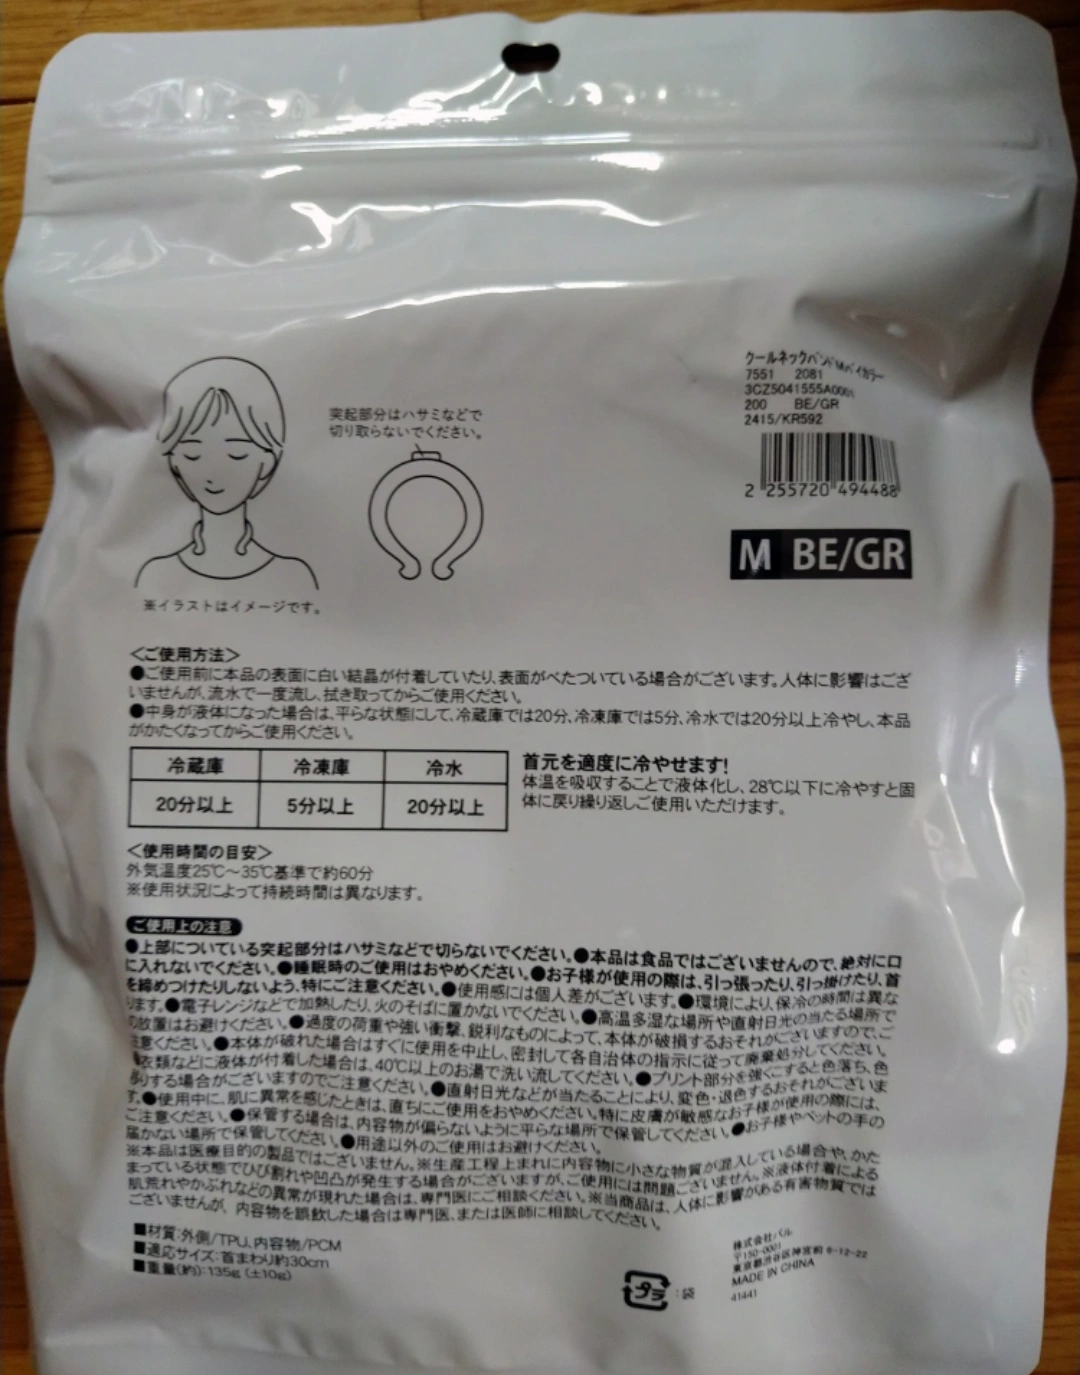 クールネックバンドMバイカラー
7551 2081
3CZ5041555A0001
200 BE/GR
2415/KR592
2 255720 494488
M BE/GR
突起部分はハサミなどで
切り取らないでください。
※イラストはイメージです。
＜ご使用方法＞
●ご使用前に本品の表面に白い結晶が付着していたり、表面がべたついている場合がございます。人体に影響はござ
いませんが、流水で一度流し、拭き取ってからご使用ください。
●中身が液体になった場合は、平らな状態にして、冷蔵庫では20分、冷凍庫では5分、冷水では20分以上冷やし、本品
がかたくなってからご使用ください。
冷蔵庫 冷凍庫 冷水
20分以上 5分以上 20分以上
首元を適度に冷やせます!
体温を吸収することで液体化し、28℃以下に冷やすと固
体に戻り繰り返しご使用いただけます。
＜使用時間の目安＞
外気温度25℃～35℃基準で約60分
※使用状況によって持続時間は異なります。
ご使用上の注意
●上部についている突起部分はハサミなどで切らないでください。●本品は食品ではございませんので、絶対に口
に入れないでください。●睡眠時のご使用はおやめください。●お子様が使用の際は、引っ張ったり、引っ掛けたり、首
を締めつけたりしないよう、特にご注意ください。●使用感には個人差がございます。●環境により、保冷の時間は異な
ります。●電子レンジなどで加熱したり、火のそばに置かないでください。●高温多湿な場所や直射日光の当たる場所で
の放置はお避けください。●過度の荷重や強い衝撃、鋭利なものによって、本体が破損するおそれがございますので、ご
注意ください。●本体が破れた場合はすぐに使用を中止し、密封して各自治体の指示に従って廃棄処分してください。
●衣類などに液体が付着した場合は、40℃以上のお湯で洗い流してください。●プリント部分を強くこすると色落ち、色
移りする場合がございますのでご注意ください。●直射日光などが当たることにより、変色・退色するおそれがございま
す。●使用中に、肌に異常を感じたときは、直ちにご使用をおやめください。特に皮膚が敏感なお子様が使用の際には、
ご注意ください。●保管する場合は、内容物が偏らないように平らな場所で保管してください。●お子様やペットの手の
届かない場所で保管してください。●用途以外のご使用はお避けください。
※本品は医療目的の製品ではございません。※生産工程上まれに内容物に小さな物質が混入している場合や、かた
まっている状態でひび割れや凹凸が発生する場合がございますが、ご使用には問題ございません。※液体付着による
肌荒れやかぶれなどの異常が現れた場合は、専門医にご相談ください。※当商品は、人体に影響がある有害物質では
ございませんが、内容物を誤飲した場合は専門医、または医師に相談してください。
■材質:外側/TPU、内容物/PCM
■適応サイズ:首まわり約30cm
■重量(約):135g (±10g)
プラ :袋
株式会社パル
〒150-0001
東京都渋谷区神宮前 6-12-22
MADE IN CHINA
41441